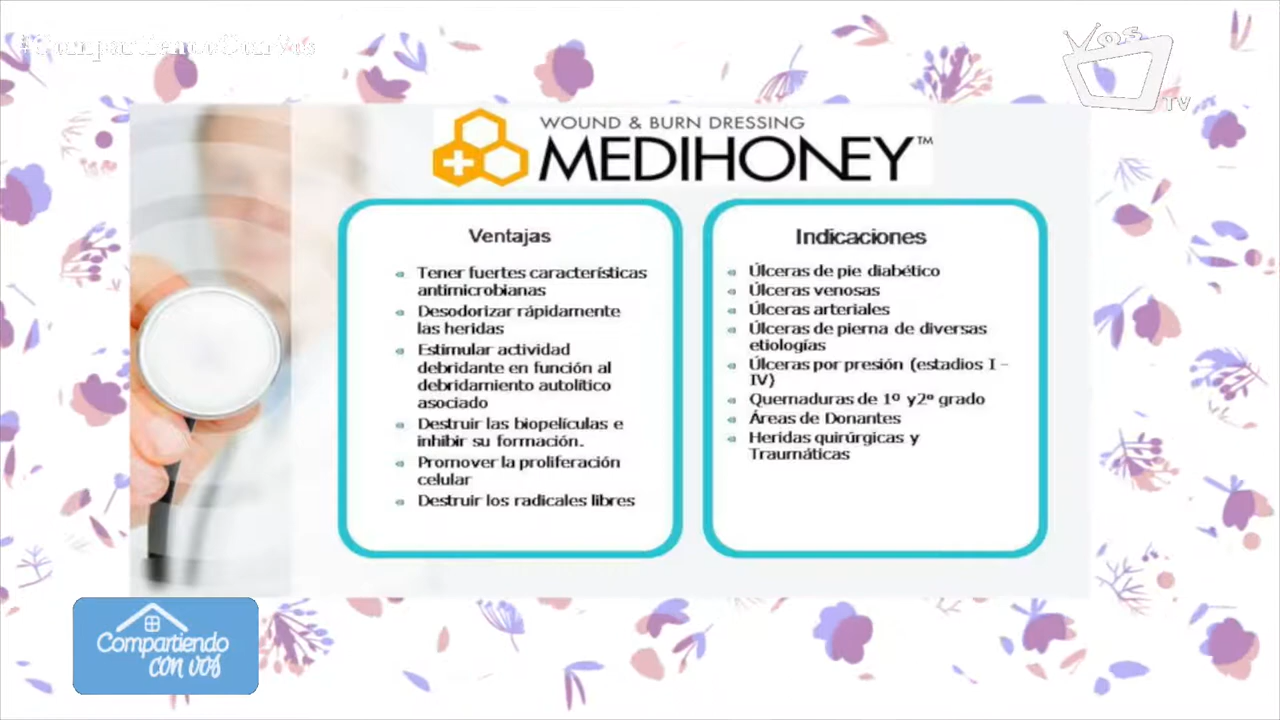 #CompartiendoConVos
Vos
TV
WOUND & BURN DRESSING
MEDIHONEY™
Ventajas
Tener fuertes características
antimicrobianas
Desodorizar rápidamente
las heridas
Estimular actividad
debridante en función al
debridamiento autolítico
asociado
Destruir las biopelículas e
inhibir su formación.
Promover la proliferación
celular
Destruir los radicales libres
Indicaciones
Úlceras de pie diabético
Úlceras venosas
Úlceras arteriales
Úlceras de pierna de diversas
etiologías
Úlceras por presión (estadios I –
IV)
Quemaduras de 1º y2º grado
Áreas de Donantes
Heridas quirúrgicas y
Traumáticas
Compartiendo
con vos